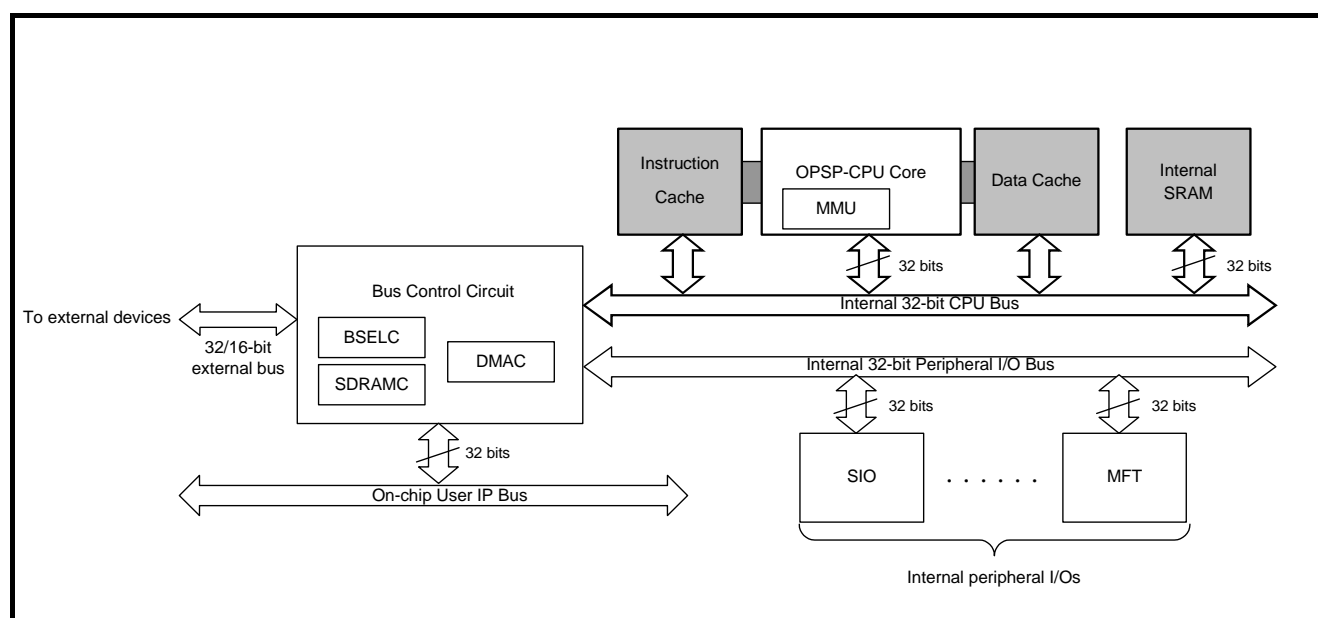 Instruction
Cache
OPSP-CPU Core
MMU
Data Cache
Internal
SRAM
32 bits
32 bits
Bus Control Circuit
BSELC
SDRAMC
DMAC
To external devices
32/16-bit
external bus
Internal 32-bit CPU Bus
Internal 32-bit Peripheral I/O Bus
32 bits
32 bits
32 bits
On-chip User IP Bus
SIO
. . . . . .
MFT
Internal peripheral I/Os